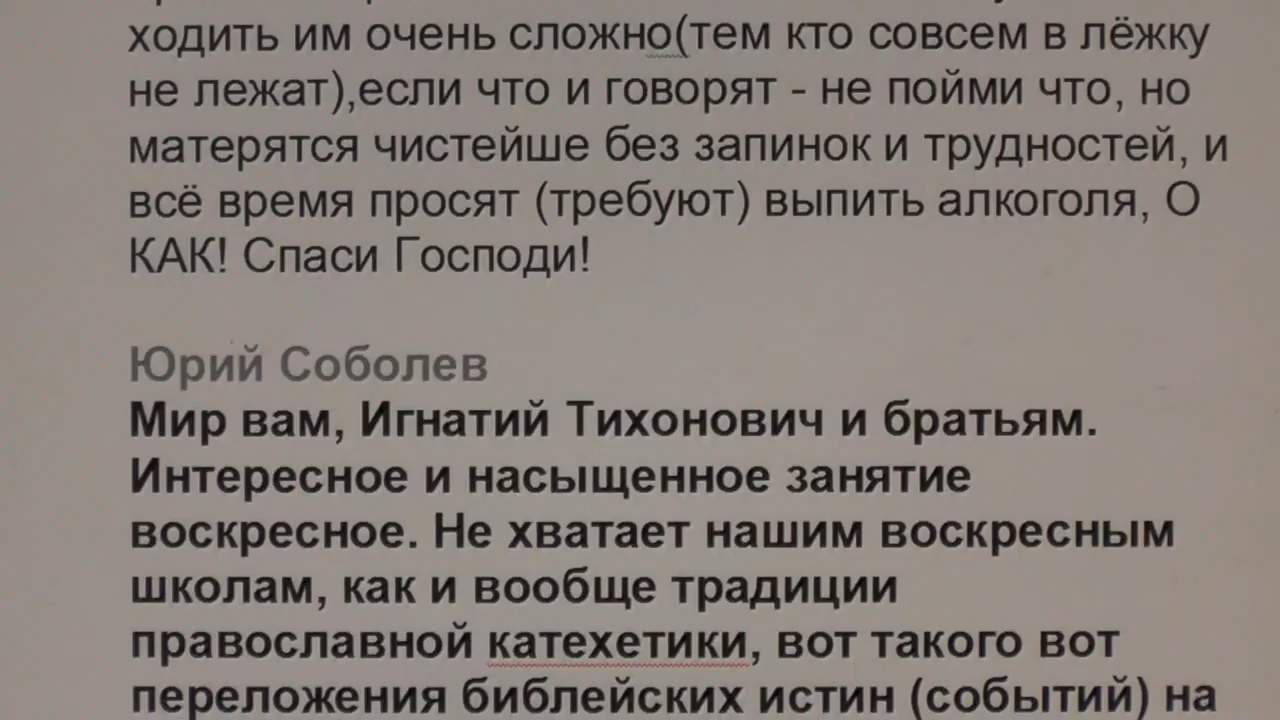 ходить им очень сложно(тем кто совсем в лёжку
не лежат),если что и говорят - не пойми что, но
матерятся чистейше без запинок и трудностей, и
всё время просят (требуют) выпить алкоголя, О
КАК! Спаси Господи!
Юрий Соболев
Мир вам, Игнатий Тихонович и братьям.
Интересное и насыщенное занятие
воскресное. Не хватает нашим воскресным
школам, как и вообще традиции
православной катехетики, вот такого вот
переложения библейских истин (событий) на